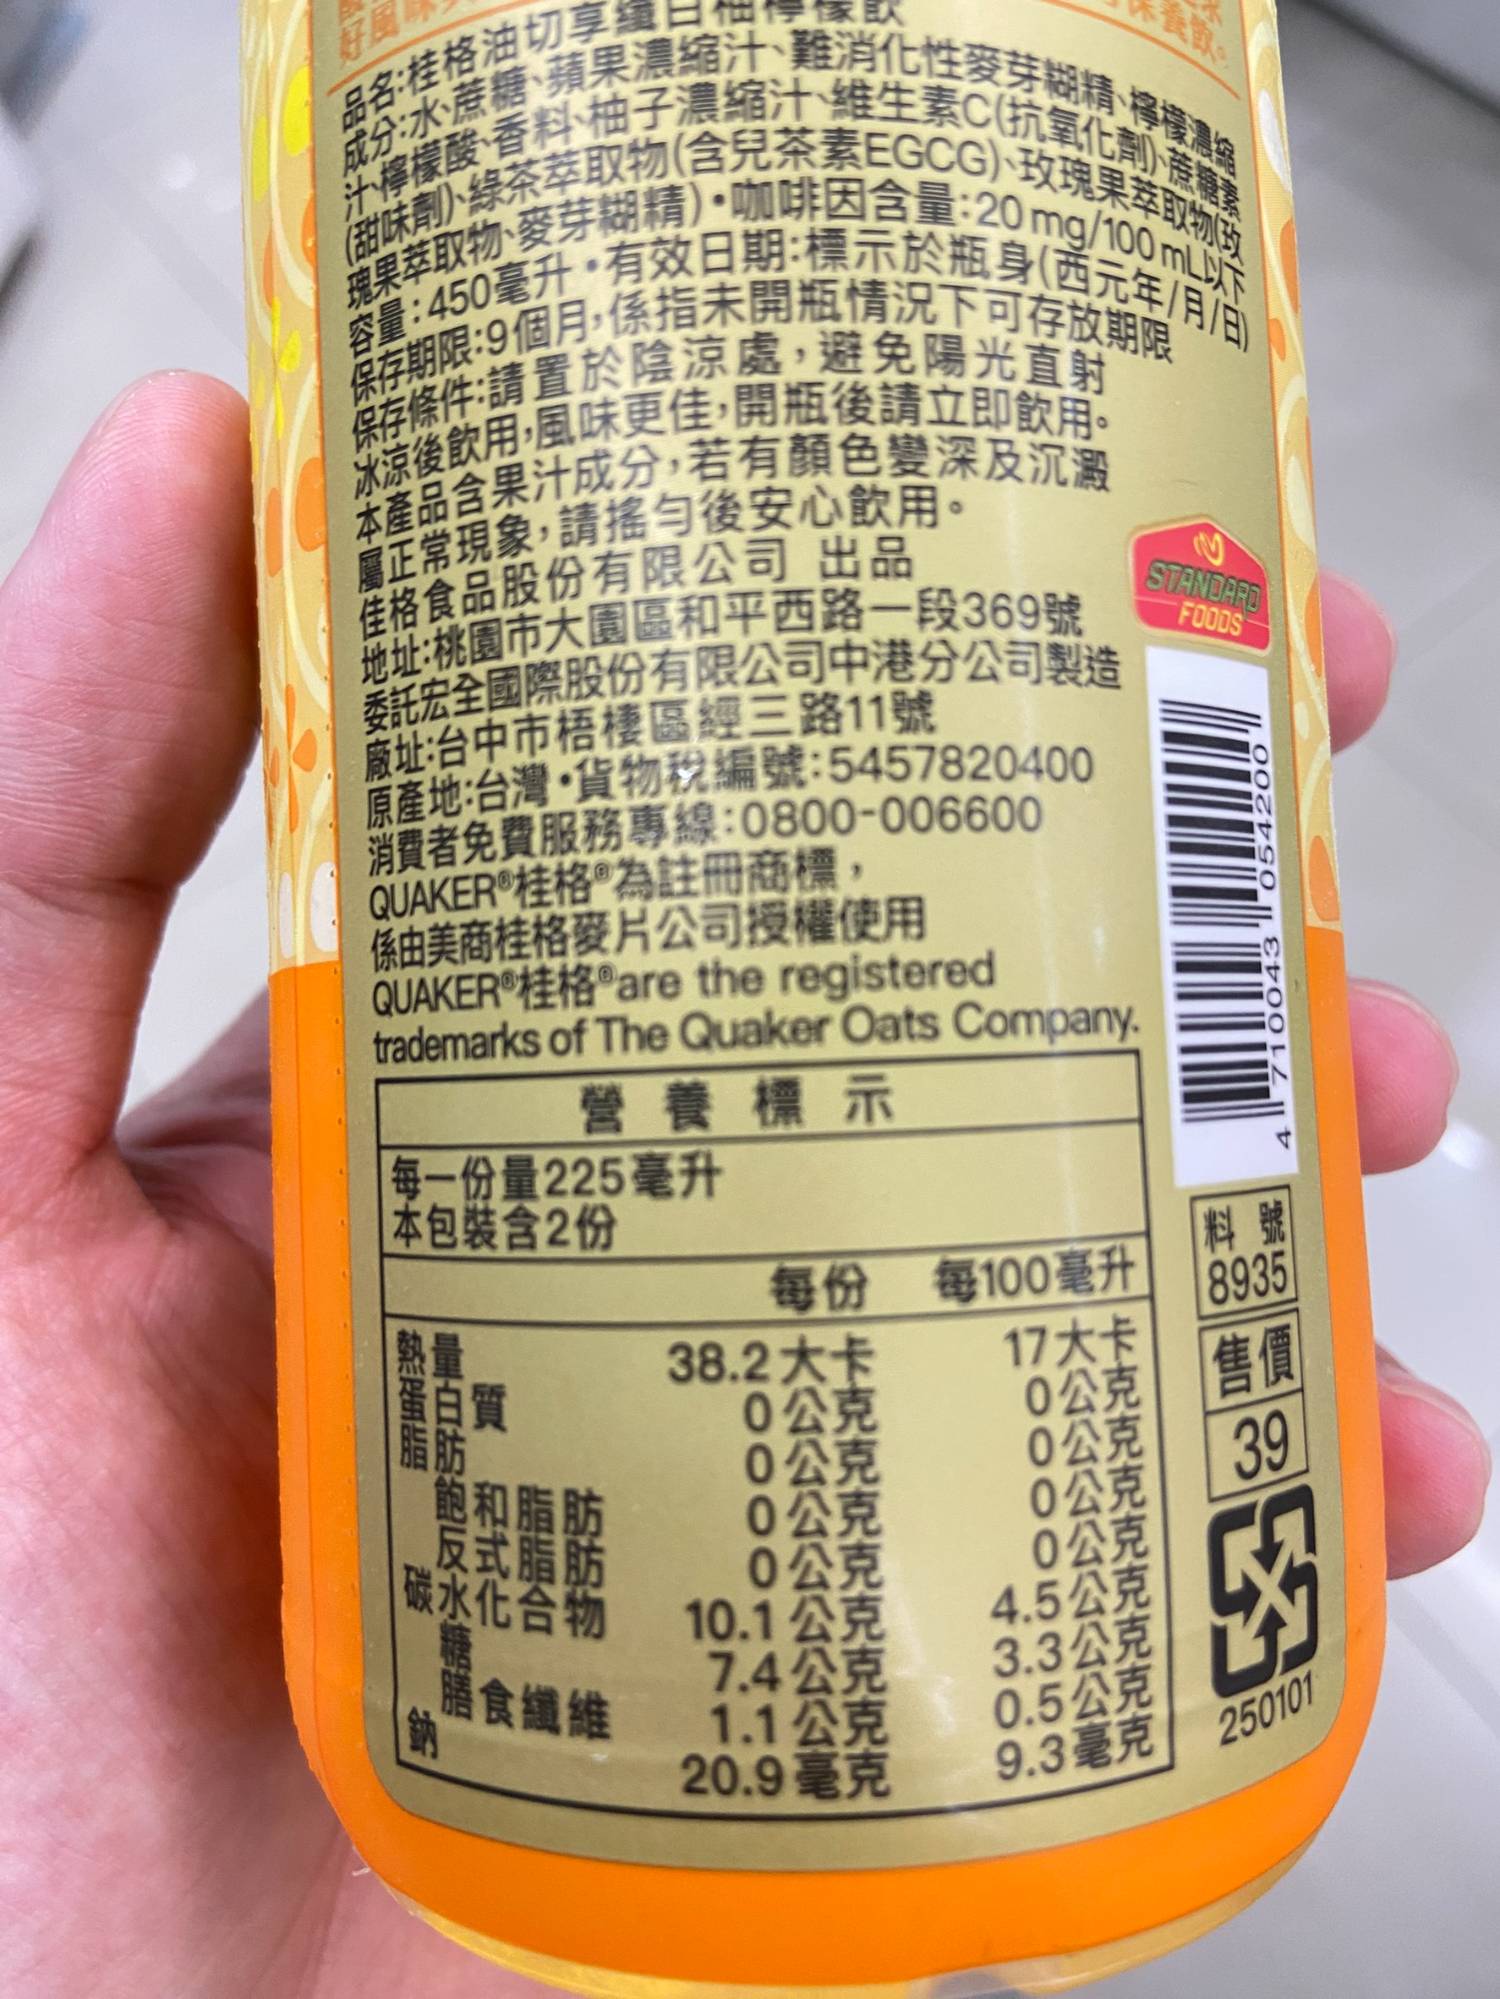 好風味
保養飲。
品名:桂格油切享纖白柚檸檬飲
成分:水、蔗糖、蘋果濃縮汁、難消化性麥芽糊精、檸檬濃縮
汁、檸檬酸、香料、柚子濃縮汁、維生素C(抗氧化劑)、蔗糖素
(甜味劑)、綠茶萃取物(含兒茶素EGCG)、玫瑰果萃取物(玫
瑰果萃取物、麥芽糊精)•咖啡因含量:20mg/100mL以下
容量:450毫升•有效日期:標示於瓶身(西元年/月/日)
保存期限:9個月,係指未開瓶情況下可存放期限
保存條件:請置於陰涼處,避免陽光直射
冰涼後飲用,風味更佳,開瓶後請立即飲用。
本產品含果汁成分,若有顏色變深及沉澱
屬正常現象,請搖勻後安心飲用。
佳格食品股份有限公司 出品
地址:桃園市大園區和平西路一段369號
委託宏全國際股份有限公司中港分公司製造
廠址:台中市梧棲區經三路11號
原產地:台灣•貨物稅編號:5457820400
消費者免費服務專線:0800-006600
QUAKER®桂格®為註冊商標,
係由美商桂格麥片公司授權使用
QUAKER®桂格®are the registered
trademarks of The Quaker Oats Company.
STANDARD
FOODS
4 710043 054200
營養標示
每一份量225毫升
本包裝含2份
每份 每100毫升
熱量 38.2大卡 17大卡
蛋白質 0公克 0公克
脂肪 0公克 0公克
飽和脂肪 0公克 0公克
反式脂肪 0公克 0公克
碳水化合物 10.1公克 4.5公克
糖 7.4公克 3.3公克
膳食纖維 1.1公克 0.5公克
鈉 20.9毫克 9.3毫克
料號
8935
售價
39
250101